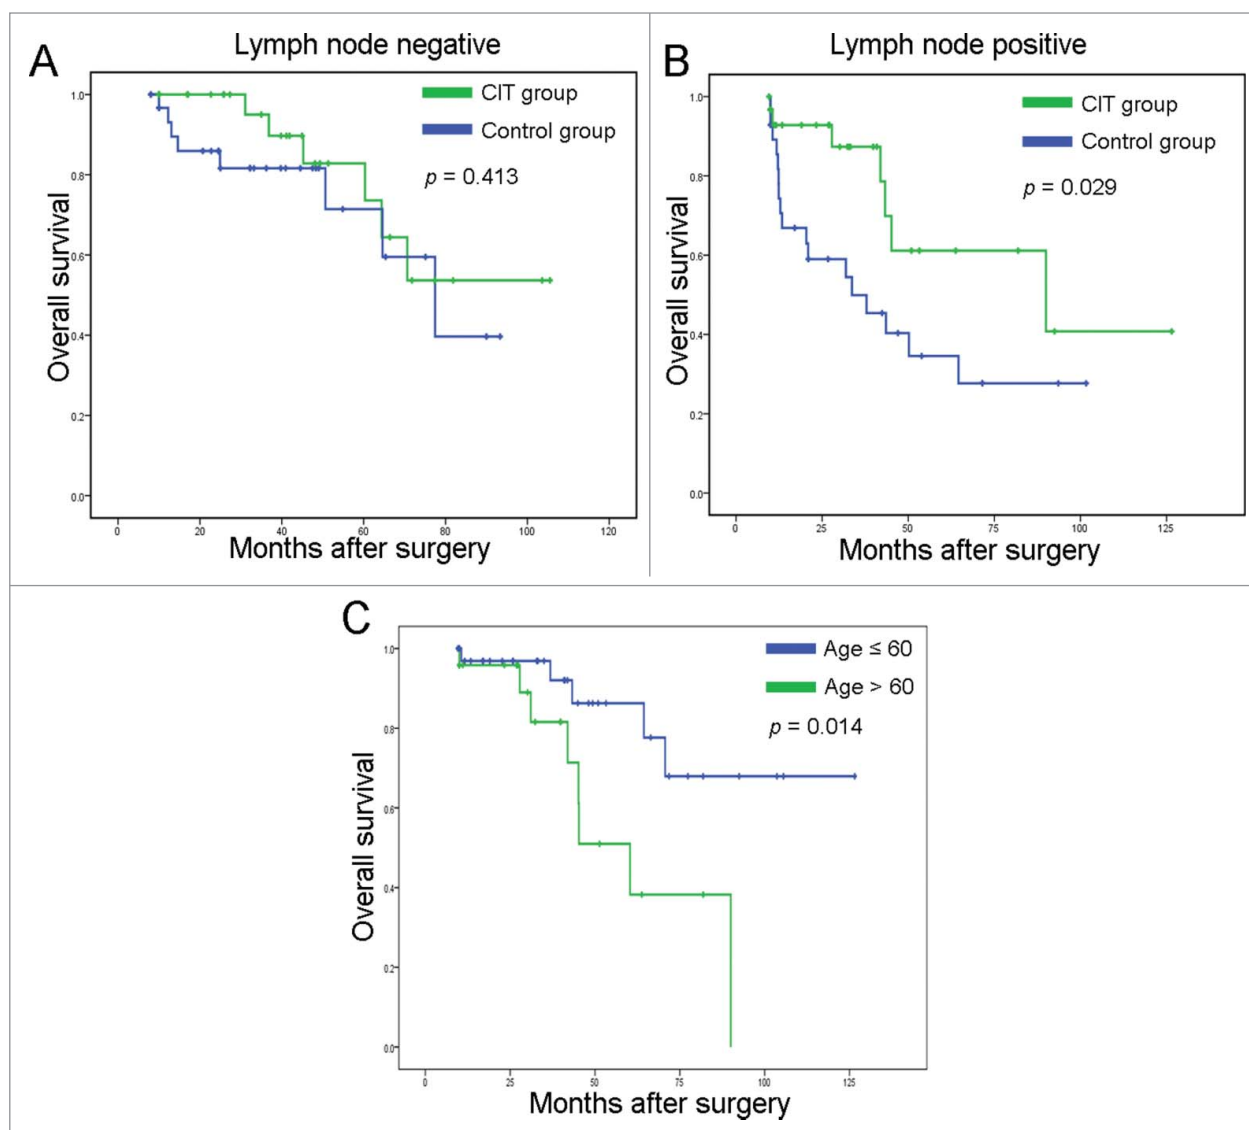 A
Lymph node negative
CIT group
Control group
p = 0.413
Overall survival
1.0
0.8
0.6
0.4
0.2
0.0
0 20 40 60 80 100 120
Months after surgery
B
Lymph node positive
CIT group
Control group
p = 0.029
Overall survival
1.0
0.8
0.6
0.4
0.2
0.0
0 25 50 75 100 125
Months after surgery
C
Age ≤ 60
Age > 60
p = 0.014
Overall survival
1.0
0.8
0.6
0.4
0.2
0.0
0 25 50 75 100 125
Months after surgery